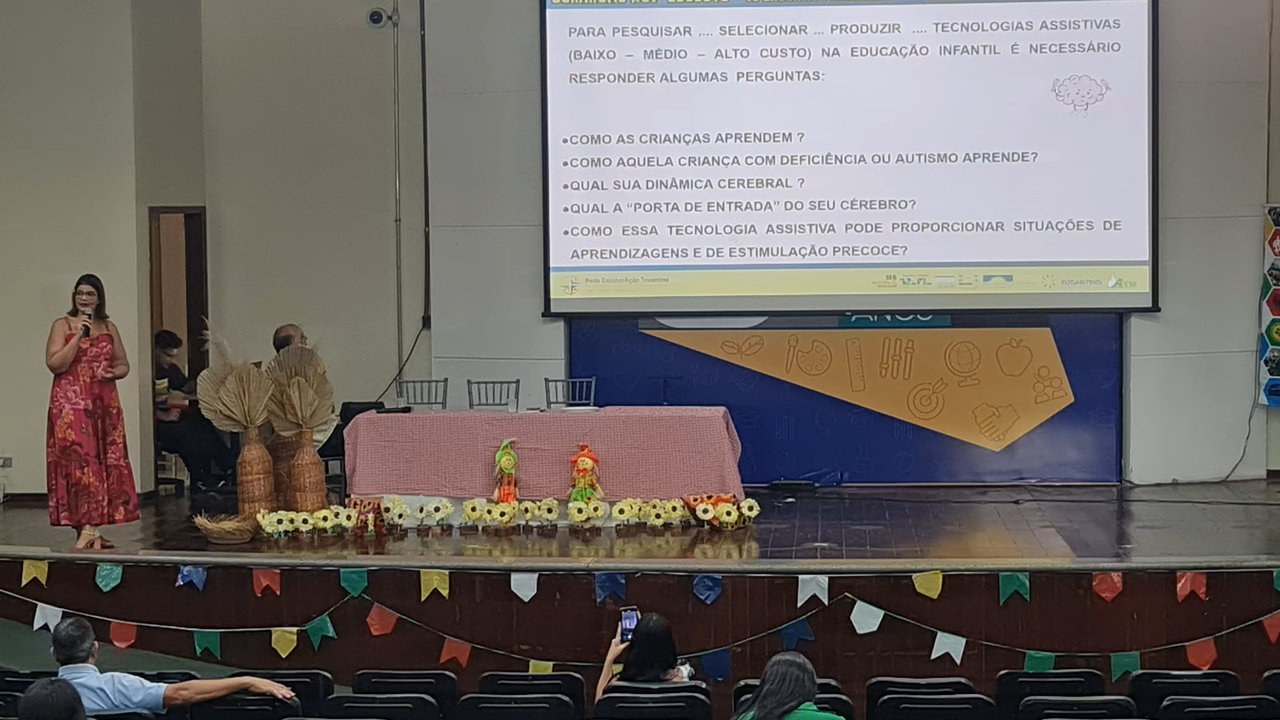 PARA PESQUISAR .... SELECIONAR ... PRODUZIR .... TECNOLOGIAS ASSISTIVAS
(BAIXO – MÉDIO – ALTO CUSTO) NA EDUCAÇÃO INFANTIL É NECESSÁRIO
RESPONDER ALGUMAS PERGUNTAS:
•COMO AS CRIANÇAS APRENDEM ?
•COMO AQUELA CRIANÇA COM DEFICIÊNCIA OU AUTISMO APRENDE?
•QUAL SUA DINÂMICA CEREBRAL ?
•QUAL A “PORTA DE ENTRADA” DO SEU CÉREBRO?
•COMO ESSA TECNOLOGIA ASSISTIVA PODE PROPORCIONAR SITUAÇÕES DE
APRENDIZAGENS E DE ESTIMULAÇÃO PRECOCE?
ANOS